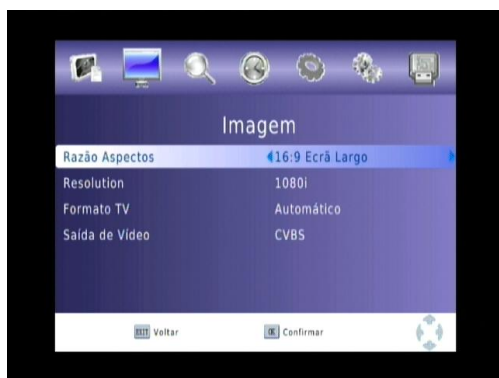 Imagem
Razão Aspectos 16:9 Ecrã Largo
Resolution 1080i
Formato TV Automático
Saída de Vídeo CVBS
EXIT Voltar OK Confirmar